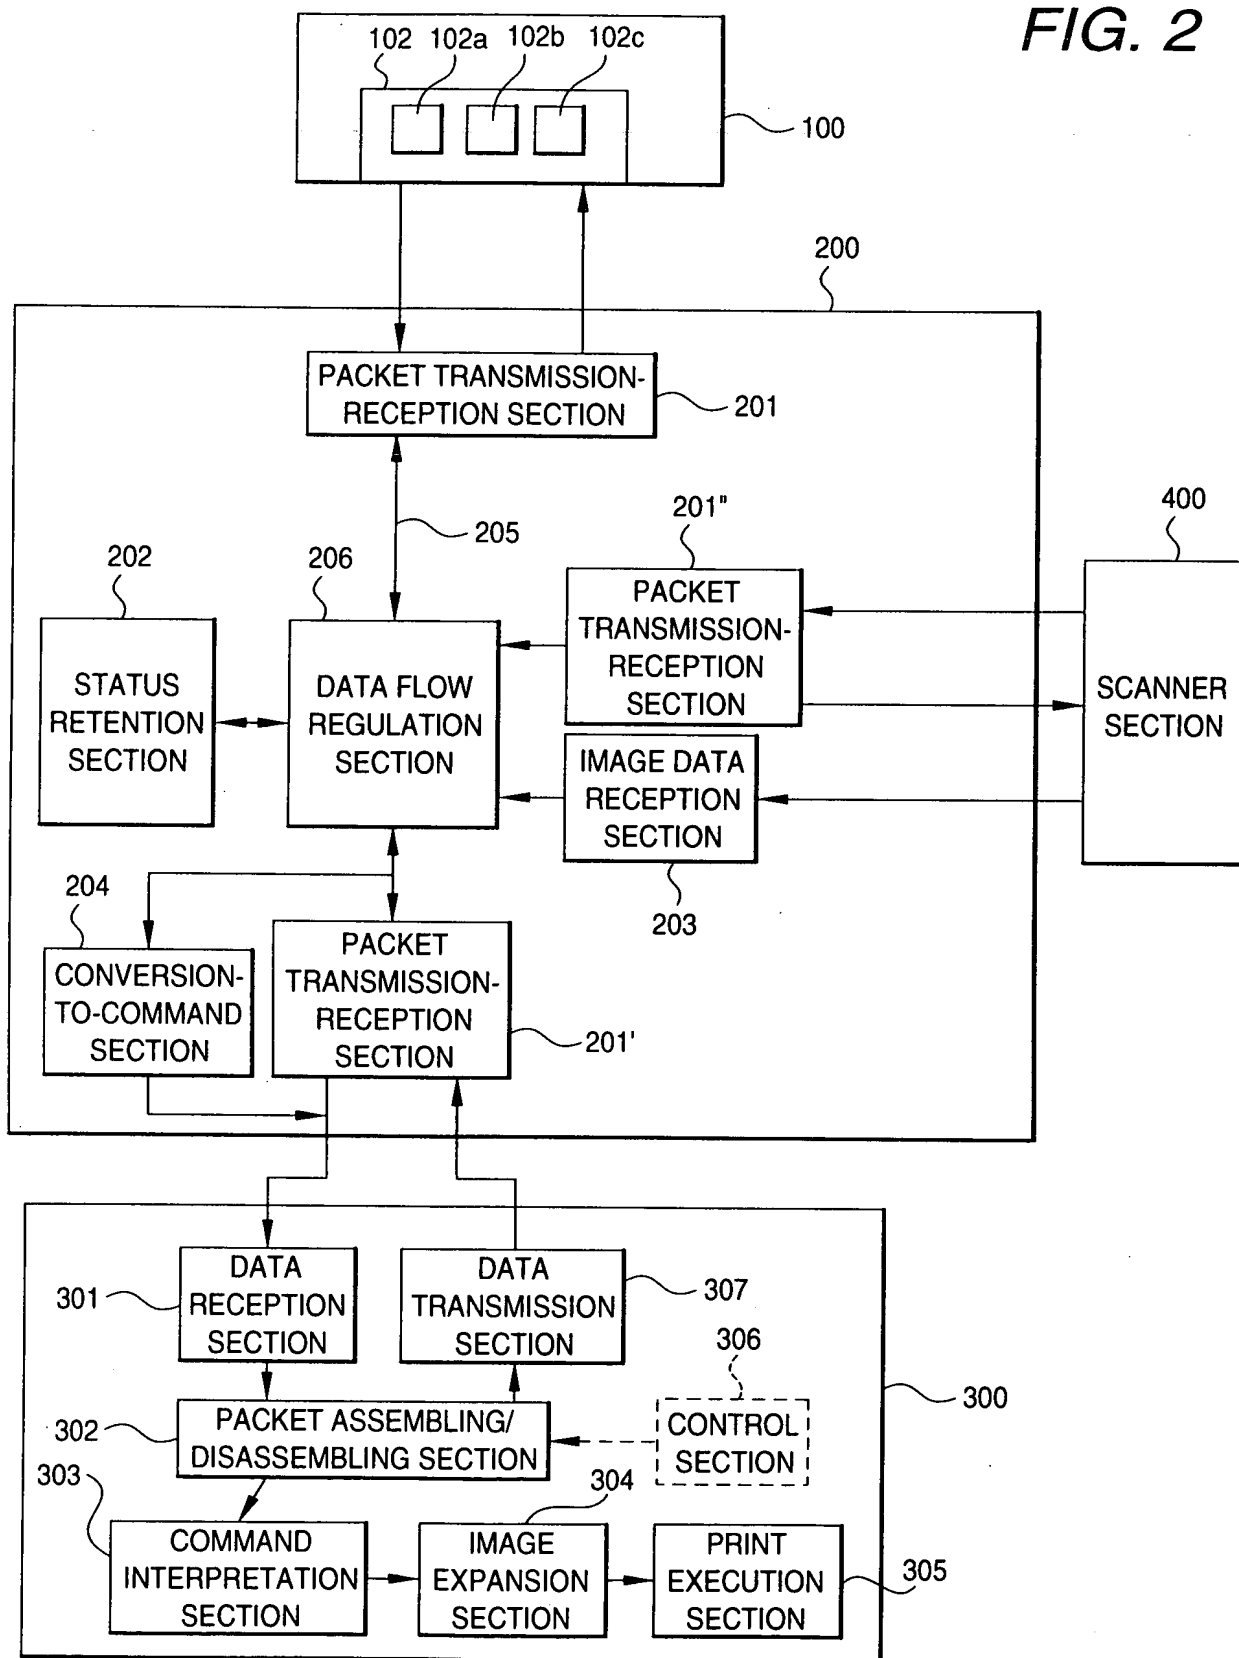 FIG. 2
102 102a 102b 102c
100
200
PACKET TRANSMISSION-
RECEPTION SECTION
201
205
201"
400
202
206
PACKET
TRANSMISSION-
RECEPTION
SECTION
STATUS
RETENTION
SECTION
DATA FLOW
REGULATION
SECTION
SCANNER
SECTION
IMAGE DATA
RECEPTION
SECTION
203
204
CONVERSION-
TO-COMMAND
SECTION
PACKET
TRANSMISSION-
RECEPTION
SECTION
201'
301
DATA
RECEPTION
SECTION
DATA
TRANSMISSION
SECTION
307
306
300
302
PACKET ASSEMBLING/
DISASSEMBLING SECTION
CONTROL
SECTION
303
304
COMMAND
INTERPRETATION
SECTION
IMAGE
EXPANSION
SECTION
PRINT
EXECUTION
SECTION
305